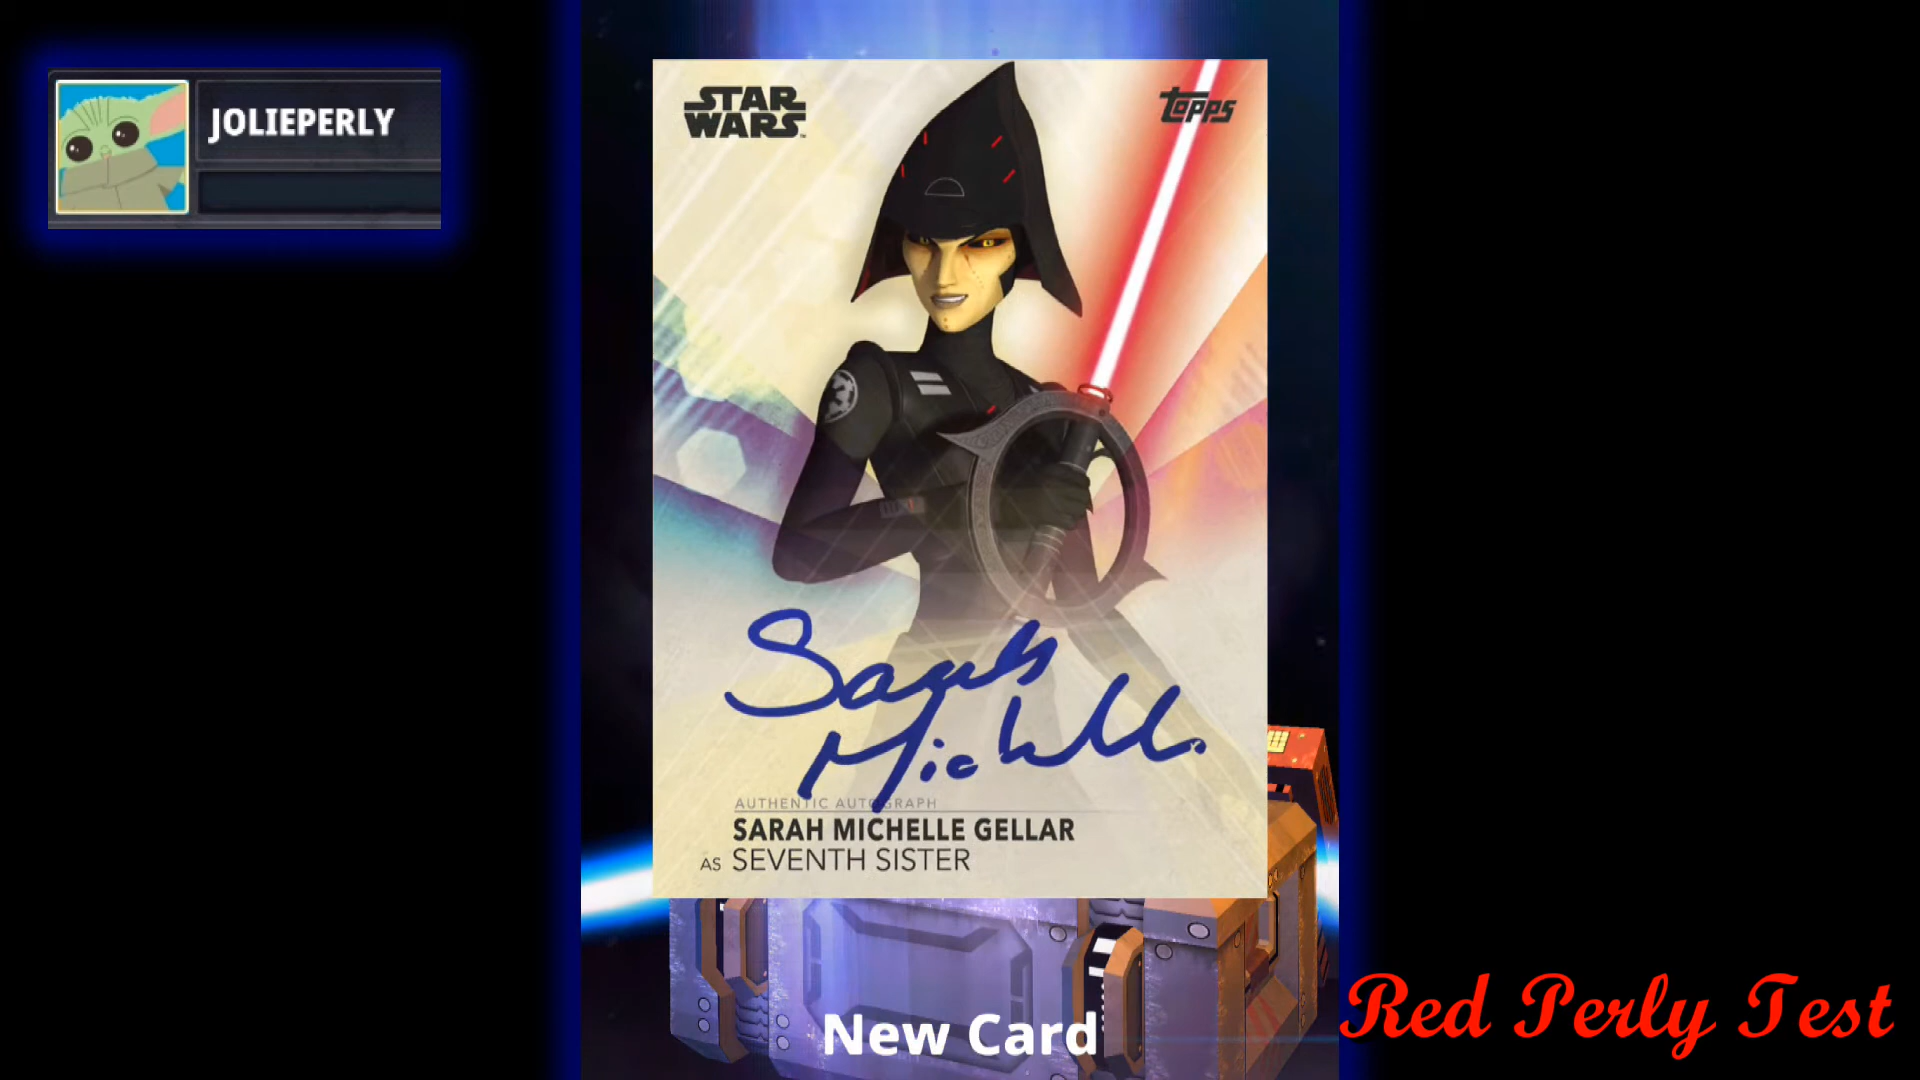 JOLIEPERLY
STAR
WARS
TOPPS
Sarah
Michelle
AUTHENTIC AUTOGRAPH
SARAH MICHELLE GELLAR
AS SEVENTH SISTER
New Card
Red Perly Test